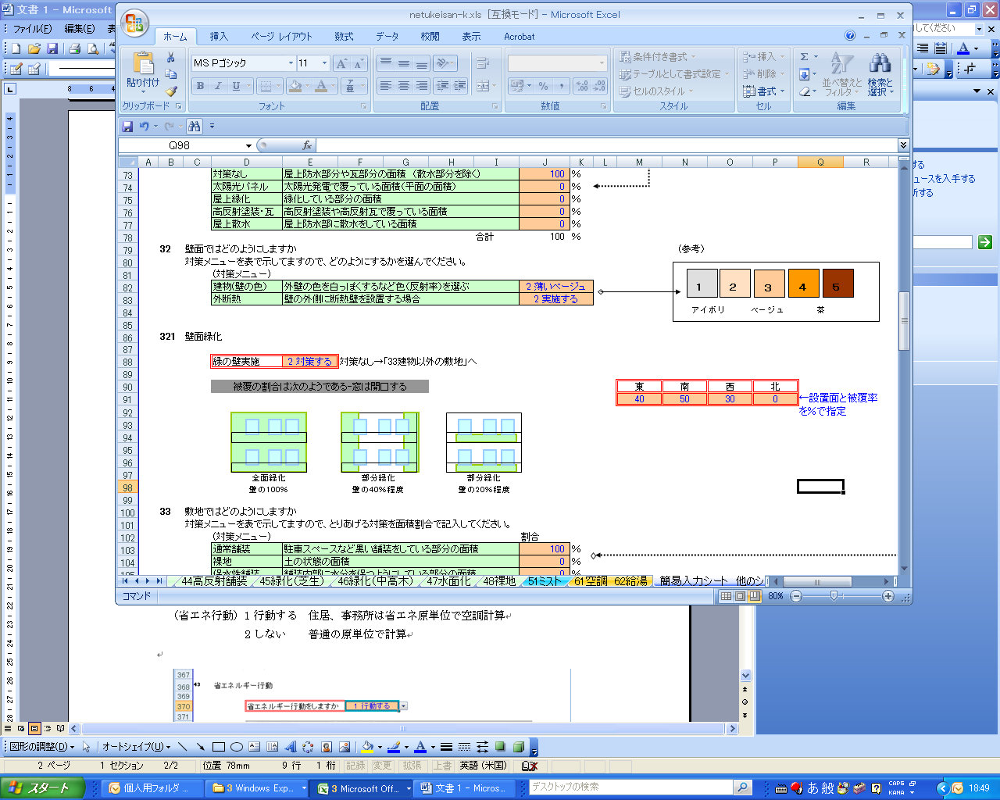 文書 1 - Microsoft
netukeisan-k.xls [互換モード] - Microsoft Excel
ファイル(F) 編集(E)
ホーム 挿入 ページ レイアウト 数式 データ 校閲 表示 Acrobat
貼り付け
MS Pゴシック 11
条件付き書式
テーブルとして書式設定
セルのスタイル
挿入
削除
書式
並べ替えと
フィルタ
検索と
選択
クリップボード フォント 配置 数値 スタイル セル 編集
Q98
A B C D E F G H I J K L M N O P Q R
73 対策なし 屋上防水部分や瓦部分の面積 (散水部分を除く) 100 %
74 太陽光パネル 太陽光発電で覆っている面積(平面の面積) 0 %
75 屋上緑化 緑化している部分の面積 0 %
76 高反射塗装・瓦 高反射塗装や高反射瓦で覆っている面積 0 %
77 屋上散水 屋上防水部に散水をしている面積 0 %
78 合計 100 %
79 32 壁面ではどのようにしますか (参考)
80 対策メニューを表で示してますので、どのようにするかを選んでください。
81 (対策メニュー)
82 建物(壁の色) 外壁の色を白っぽくするなど色(反射率)を選ぶ 2 薄いベージュ
83 外断熱 壁の外側に断熱壁を設置する場合 2 実施する
1 2 3 4 5
アイボリ ベージュ 茶
84
85
86 321 壁面緑化
87
88 緑の壁実施 2 対策する 対策なし→「33建物以外の敷地」へ
89
90 被覆の割合は次のようである-窓は開口する 東 南 西 北
91 40 50 30 0 ←設置面と被覆率
を%で指定
92
93
94
95
96
97 全面緑化 部分緑化 部分緑化
98 壁の100% 壁の40%程度 壁の20%程度
99
100 33 敷地ではどのようにしますか
101 対策メニューを表で示してますので、とりあげる対策を面積割合で記入してください。
102 (対策メニュー) 割合
103 通常舗装 駐車スペースなど黒い舗装をしている部分の面積 100 %
104 裸地 土の状態の面積 0 %
44高反射舗装 45緑化(芝生) 46緑化(中高木) 47水面化 48裸地 51ミスト 61空調 62給湯 簡易入力シート 他のシ
コマンド 80%
(省エネ行動) 1 行動する 住居、事務所は省エネ原単位で空調計算
2 しない 普通の原単位で計算
367
368 43 省エネルギー行動
369
370 省エネルギー行動をしますか 1 行動する
371
図形の調整(D) オートシェイプ(U)
2 ページ 1 セクション 2/2 位置 78mm 9 行 1 桁 記録 変更 拡張 上書 英語 (米国)
スタート 個人用フォルダ ... 3 Windows Exp... 3 Microsoft Off... 文書 1 - Micros... デスクトップの検索 あ 般 CAPS KANA 18:49